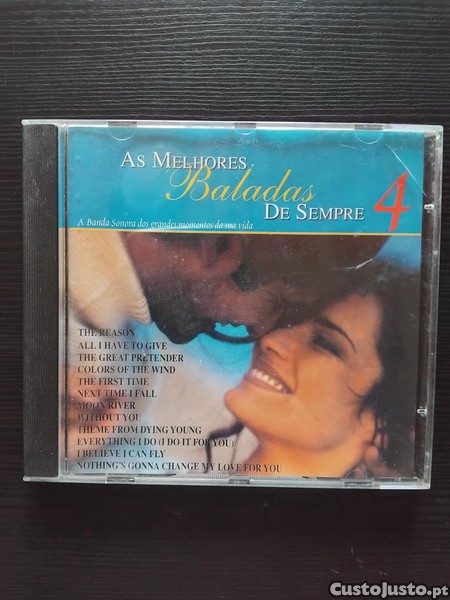 AS MELHORES
Baladas
DE SEMPRE 4
A Banda Sonora dos grandes momentos da sua vida
THE REASON
ALL I HAVE TO GIVE
THE GREAT PRETENDER
COLORS OF THE WIND
THE FIRST TIME
NEXT TIME I FALL
MOON RIVER
WITHOUT YOU
THEME FROM DYING YOUNG
EVERYTHING I DO (I DO IT FOR YOU)
I BELIEVE I CAN FLY
NOTHING'S GONNA CHANGE MY LOVE FOR YOU
CustoJusto.pt